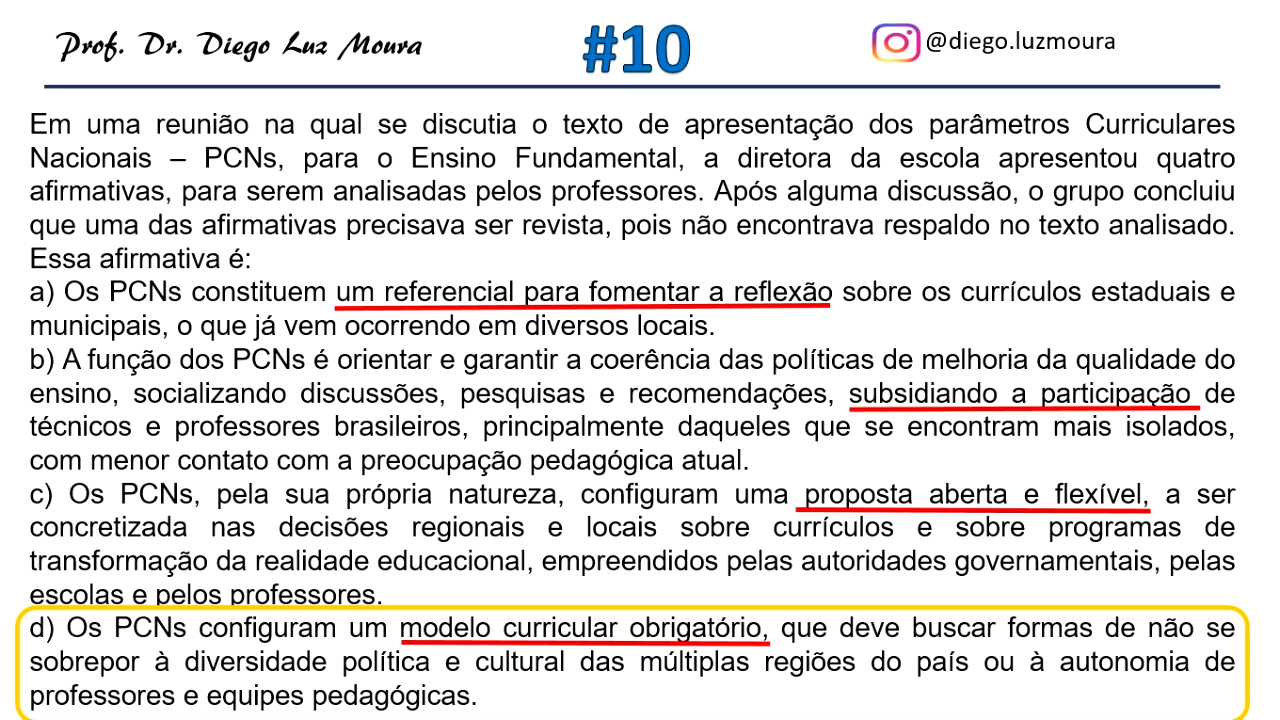 Prof. Dr. Diego Luz Moura
#10
@diego.luzmoura
Em uma reunião na qual se discutia o texto de apresentação dos parâmetros Curriculares
Nacionais – PCNs, para o Ensino Fundamental, a diretora da escola apresentou quatro
afirmativas, para serem analisadas pelos professores. Após alguma discussão, o grupo concluiu
que uma das afirmativas precisava ser revista, pois não encontrava respaldo no texto analisado.
Essa afirmativa é:
a) Os PCNs constituem um referencial para fomentar a reflexão sobre os currículos estaduais e
municipais, o que já vem ocorrendo em diversos locais.
b) A função dos PCNs é orientar e garantir a coerência das políticas de melhoria da qualidade do
ensino, socializando discussões, pesquisas e recomendações, subsidiando a participação de
técnicos e professores brasileiros, principalmente daqueles que se encontram mais isolados,
com menor contato com a preocupação pedagógica atual.
c) Os PCNs, pela sua própria natureza, configuram uma proposta aberta e flexível, a ser
concretizada nas decisões regionais e locais sobre currículos e sobre programas de
transformação da realidade educacional, empreendidos pelas autoridades governamentais, pelas
escolas e pelos professores.
d) Os PCNs configuram um modelo curricular obrigatório, que deve buscar formas de não se
sobrepor à diversidade política e cultural das múltiplas regiões do país ou à autonomia de
professores e equipes pedagógicas.